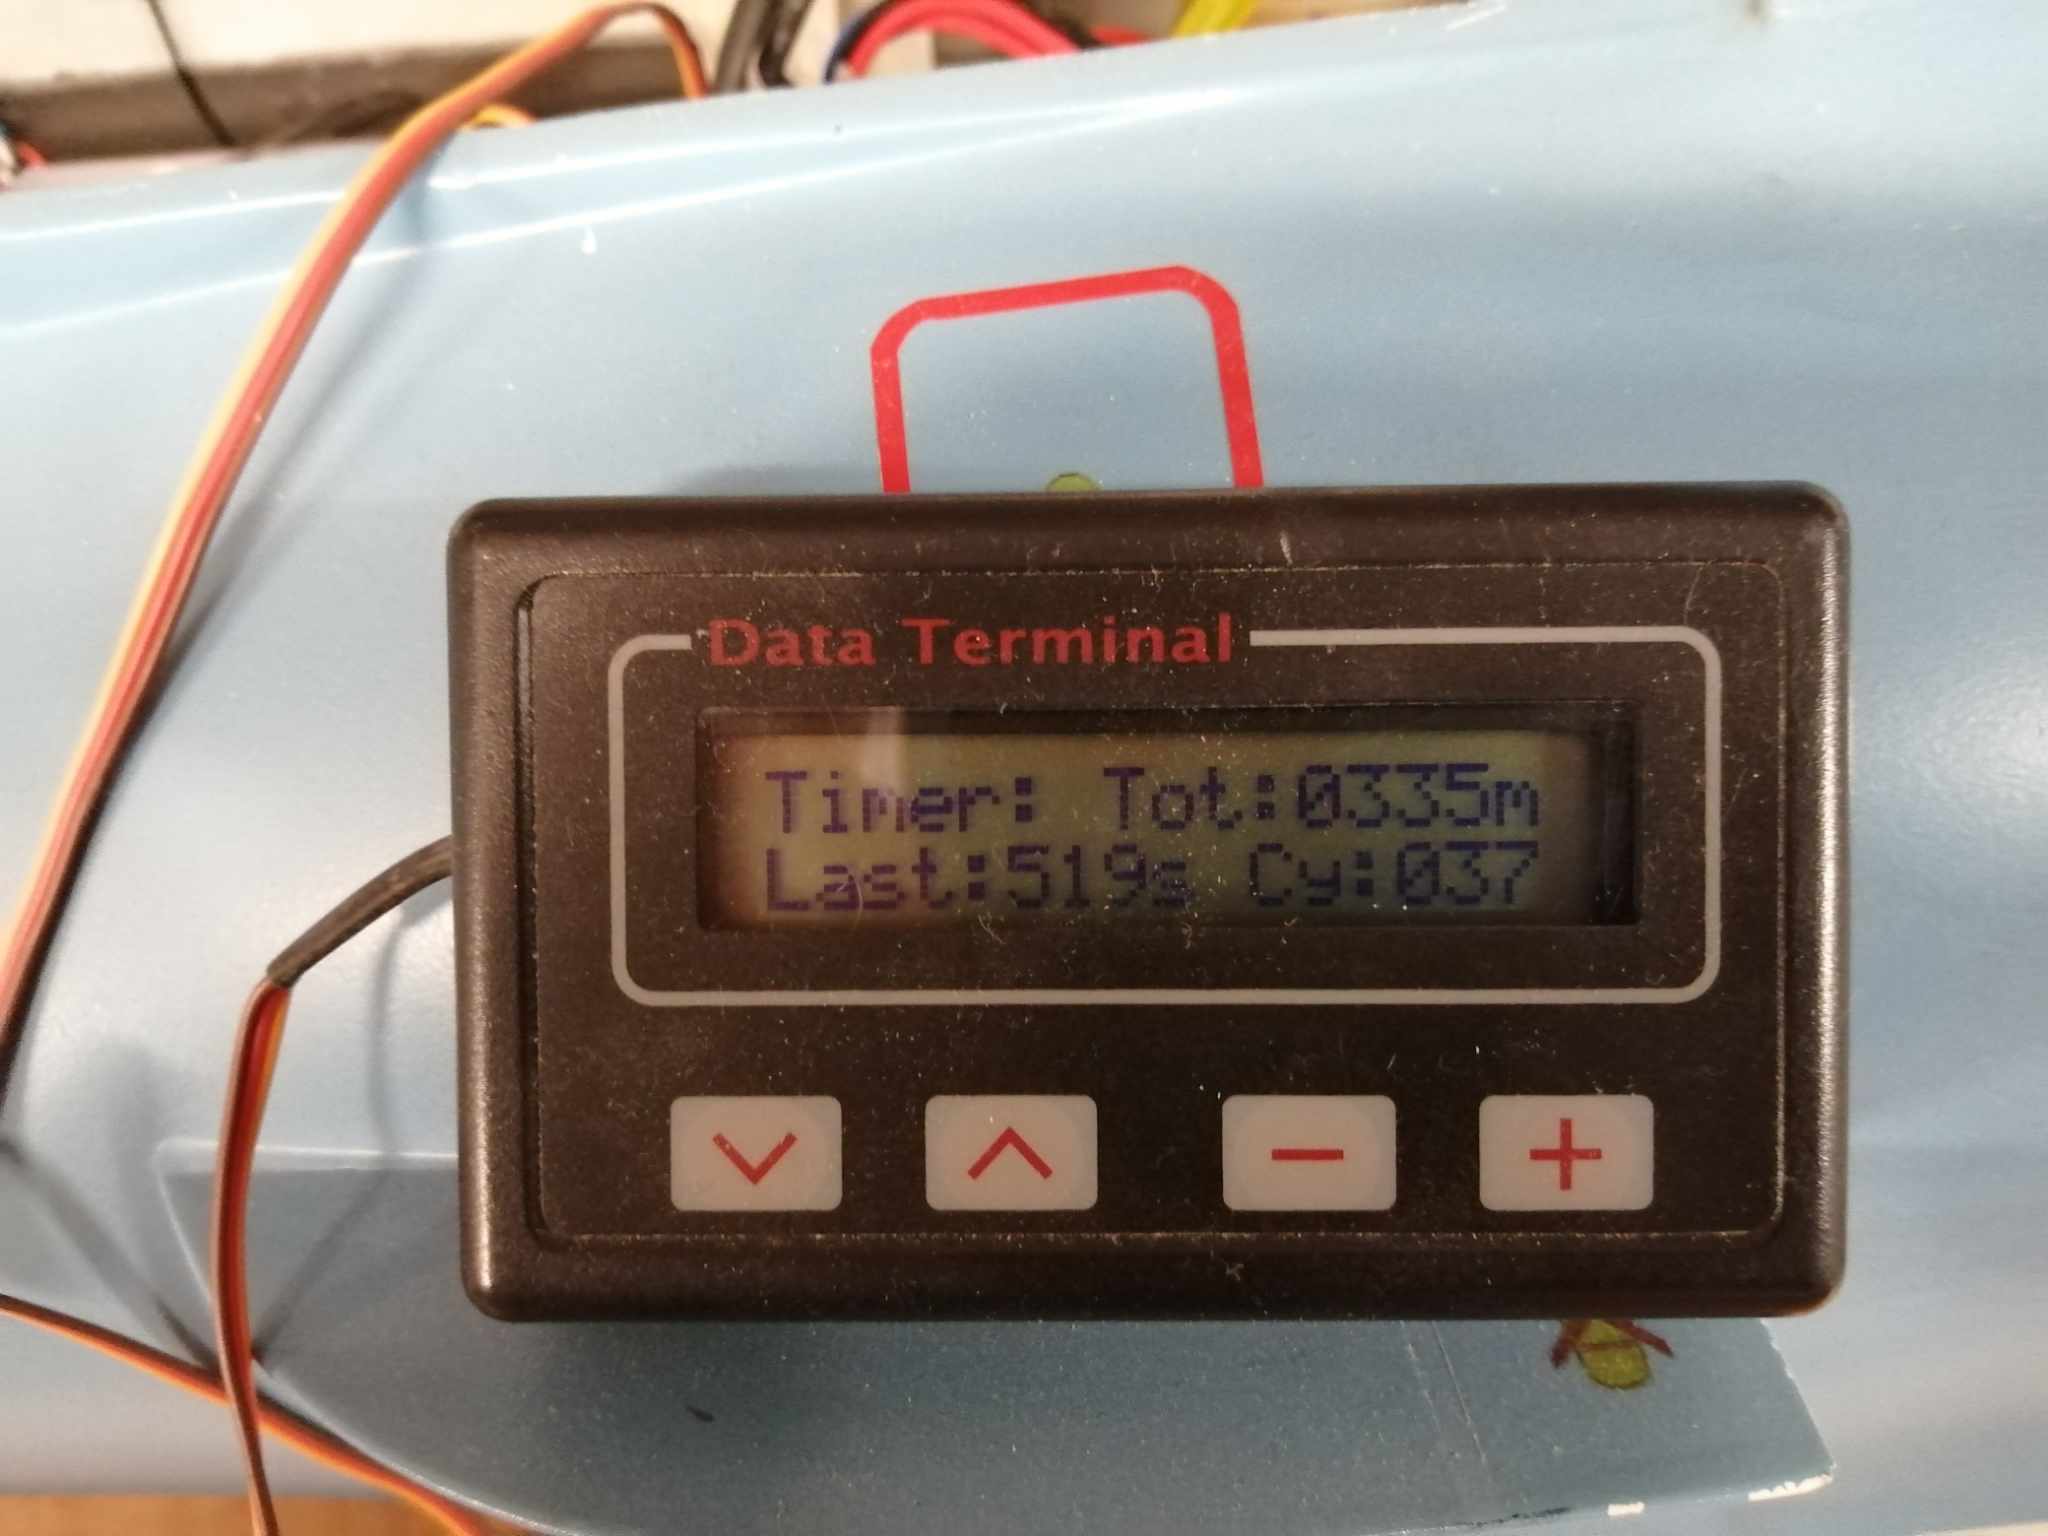 Data Terminal
Timer: Tot:0335m
Last:519s Cy:037